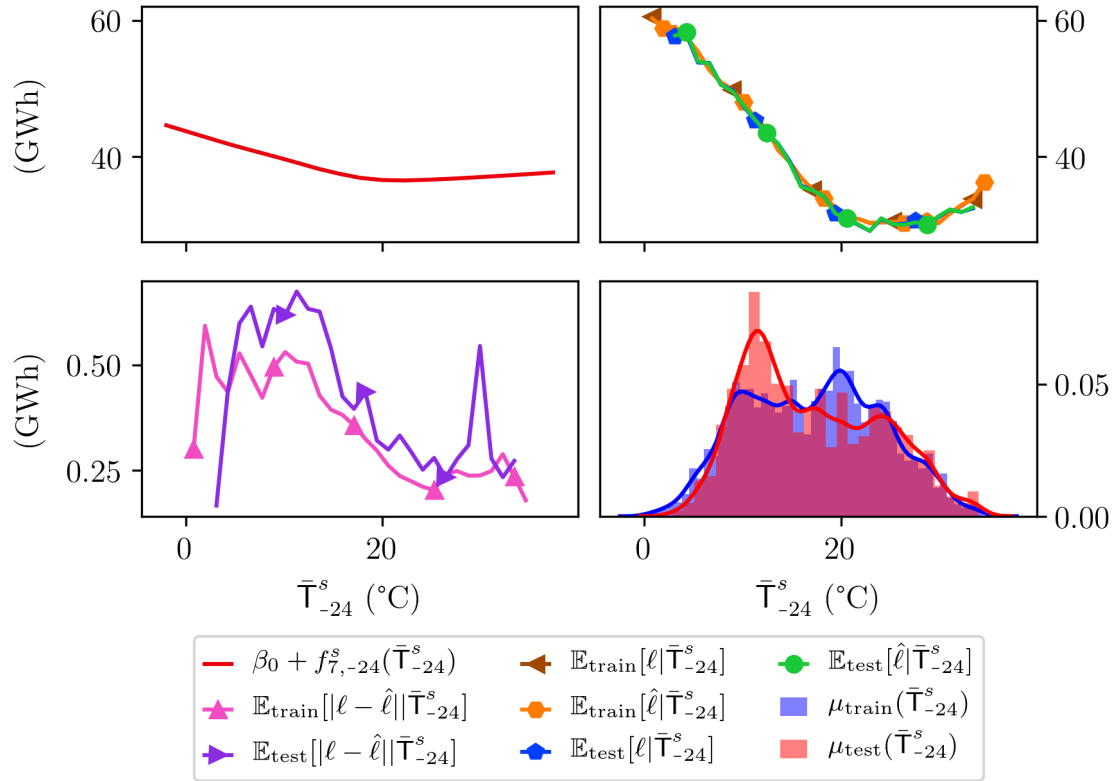 60
40
(GWh)
60
40
0.50
0.25
(GWh)
0.05
0.00
0 20
0 20
T̄ˢ₋₂₄ (°C)
T̄ˢ₋₂₄ (°C)
β₀ + fˢ₇,₋₂₄(T̄ˢ₋₂₄)
𝔼train[|ℓ − ℓ̂||T̄ˢ₋₂₄]
𝔼test[|ℓ − ℓ̂||T̄ˢ₋₂₄]
𝔼train[ℓ|T̄ˢ₋₂₄]
𝔼train[ℓ̂|T̄ˢ₋₂₄]
𝔼test[ℓ|T̄ˢ₋₂₄]
𝔼test[ℓ̂|T̄ˢ₋₂₄]
μtrain(T̄ˢ₋₂₄)
μtest(T̄ˢ₋₂₄)